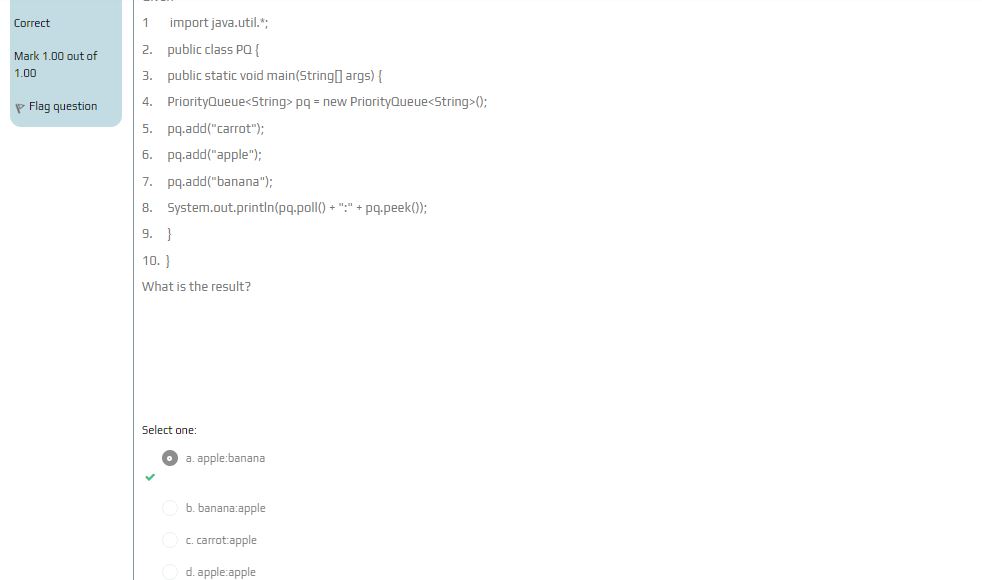 Correct
Mark 1.00 out of
1.00
Flag question
1 import java.util.*;
2. public class PQ {
3. public static void main(String[] args) {
4. PriorityQueue<String> pq = new PriorityQueue<String>();
5. pq.add("carrot");
6. pq.add("apple");
7. pq.add("banana");
8. System.out.println(pq.poll() + ":" + pq.peek());
9. }
10. }
What is the result?
Select one:
a. apple:banana
b. banana:apple
c. carrot:apple
d. apple:apple